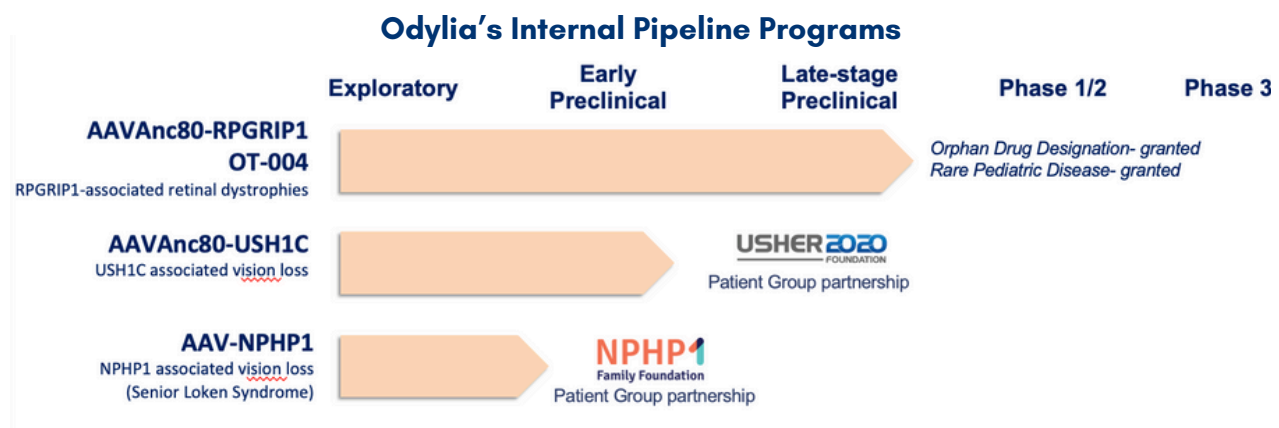 Odylia's Internal Pipeline Programs
Exploratory
Early
Preclinical
Late-stage
Preclinical
Phase 1/2
Phase 3
AAVAnc80-RPGRIP1
OT-004
RPGRIP1-associated retinal dystrophies
Orphan Drug Designation- granted
Rare Pediatric Disease- granted
AAVAnc80-USH1C
USH1C associated vision loss
USHER 2020
FOUNDATION
Patient Group partnership
AAV-NPHP1
NPHP1 associated vision loss
(Senior Loken Syndrome)
NPHP1
Family Foundation
Patient Group partnership